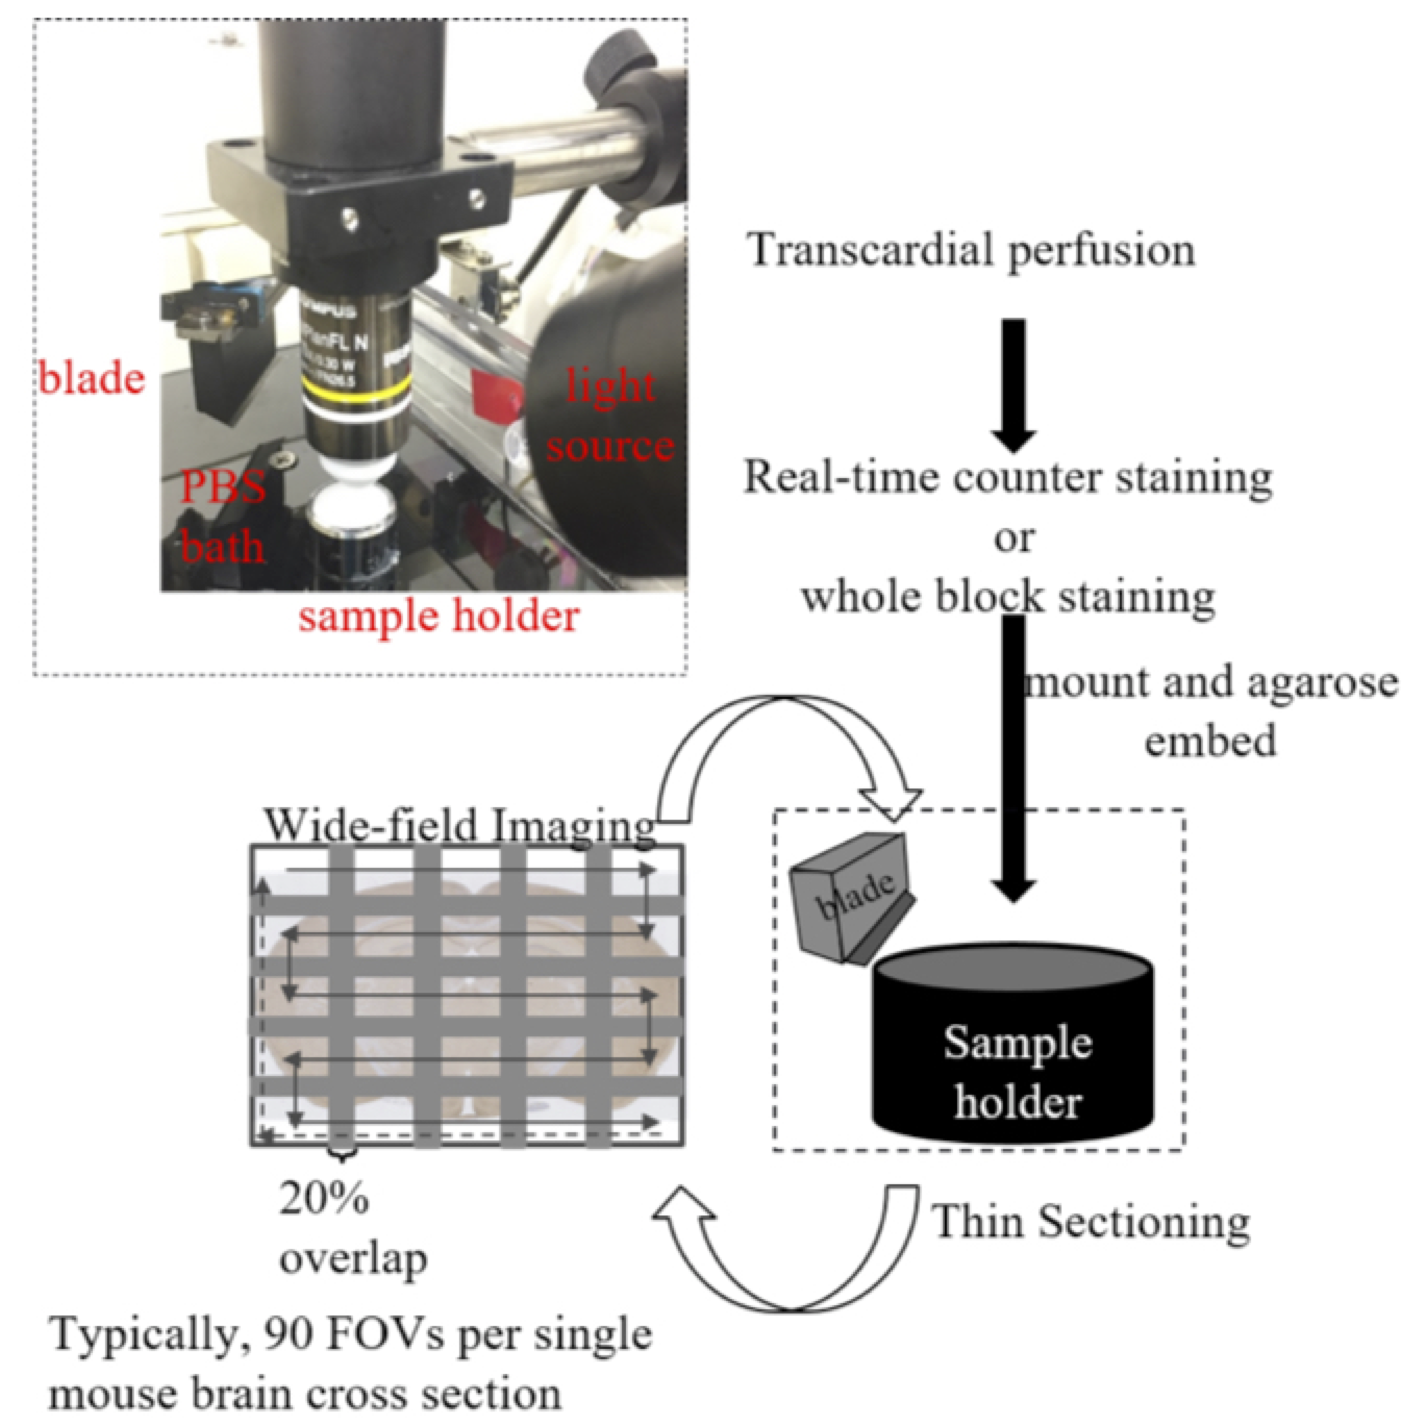 PlanFL N
blade
light
source
PBS
bath
sample holder
Transcardial perfusion
Real-time counter staining
or
whole block staining
mount and agarose
embed
Wide-field Imaging
blade
Sample
holder
20%
overlap
Thin Sectioning
Typically, 90 FOVs per single
mouse brain cross section